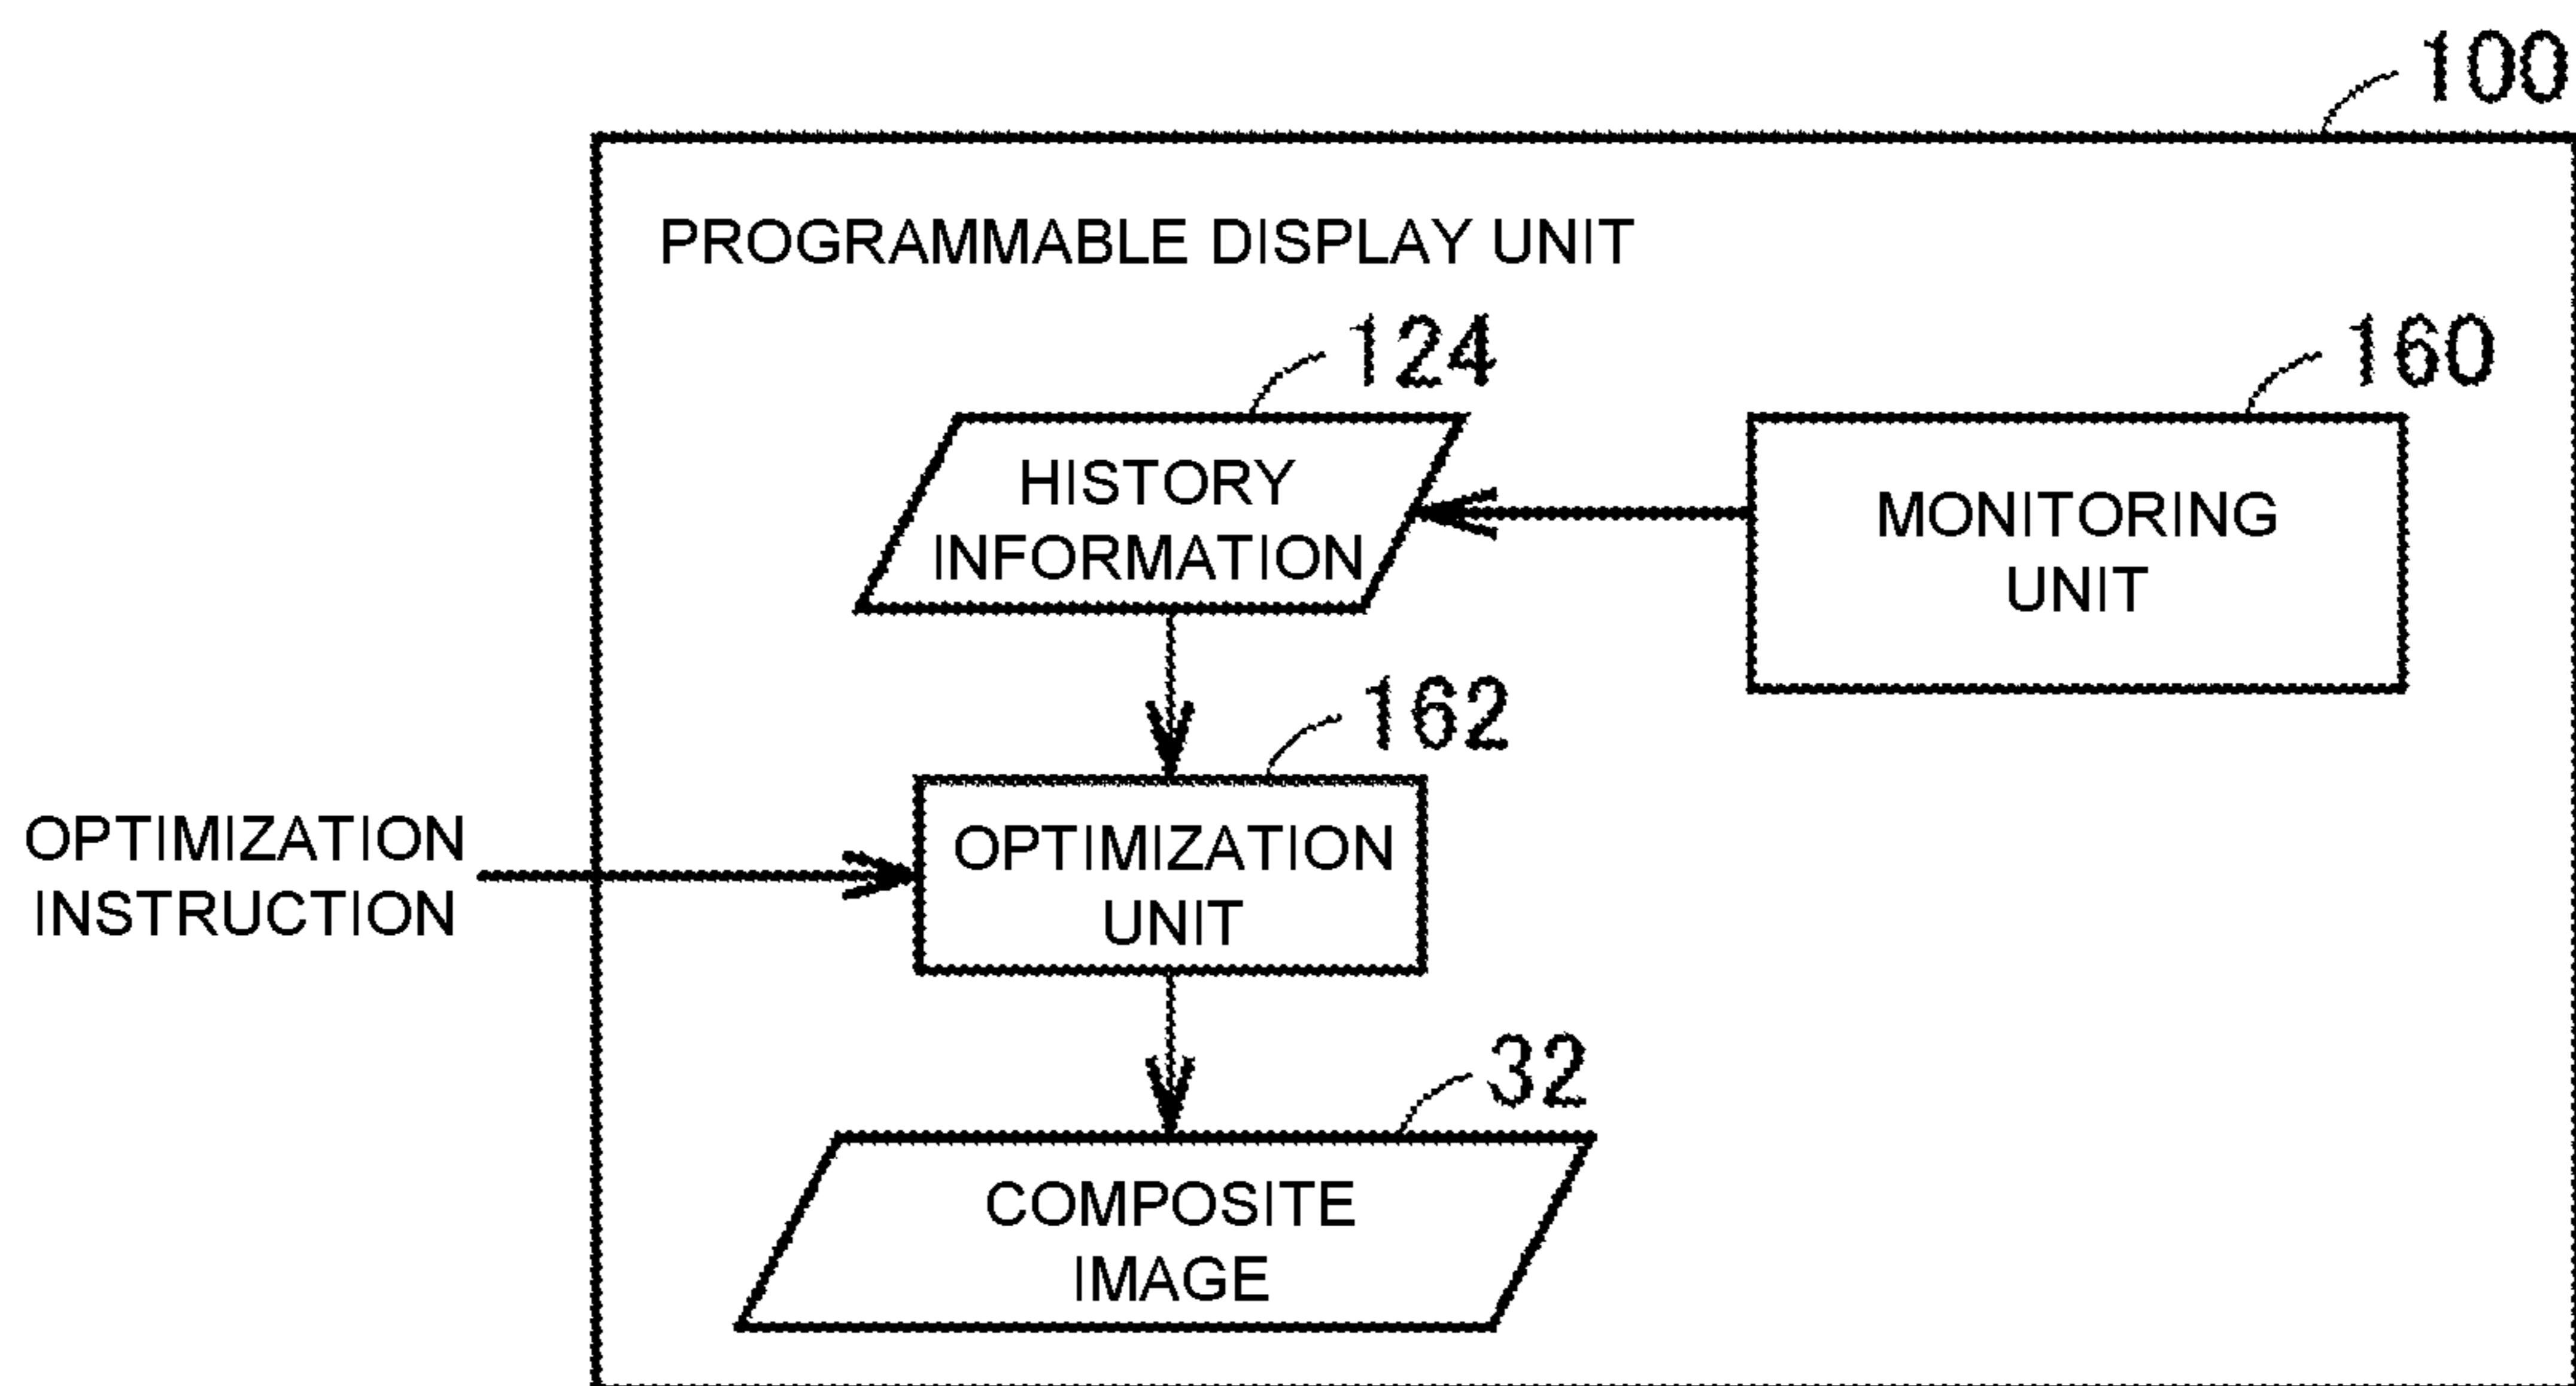 100
PROGRAMMABLE DISPLAY UNIT
124
160
HISTORY
INFORMATION
MONITORING
UNIT
162
OPTIMIZATION
INSTRUCTION
OPTIMIZATION
UNIT
32
COMPOSITE
IMAGE